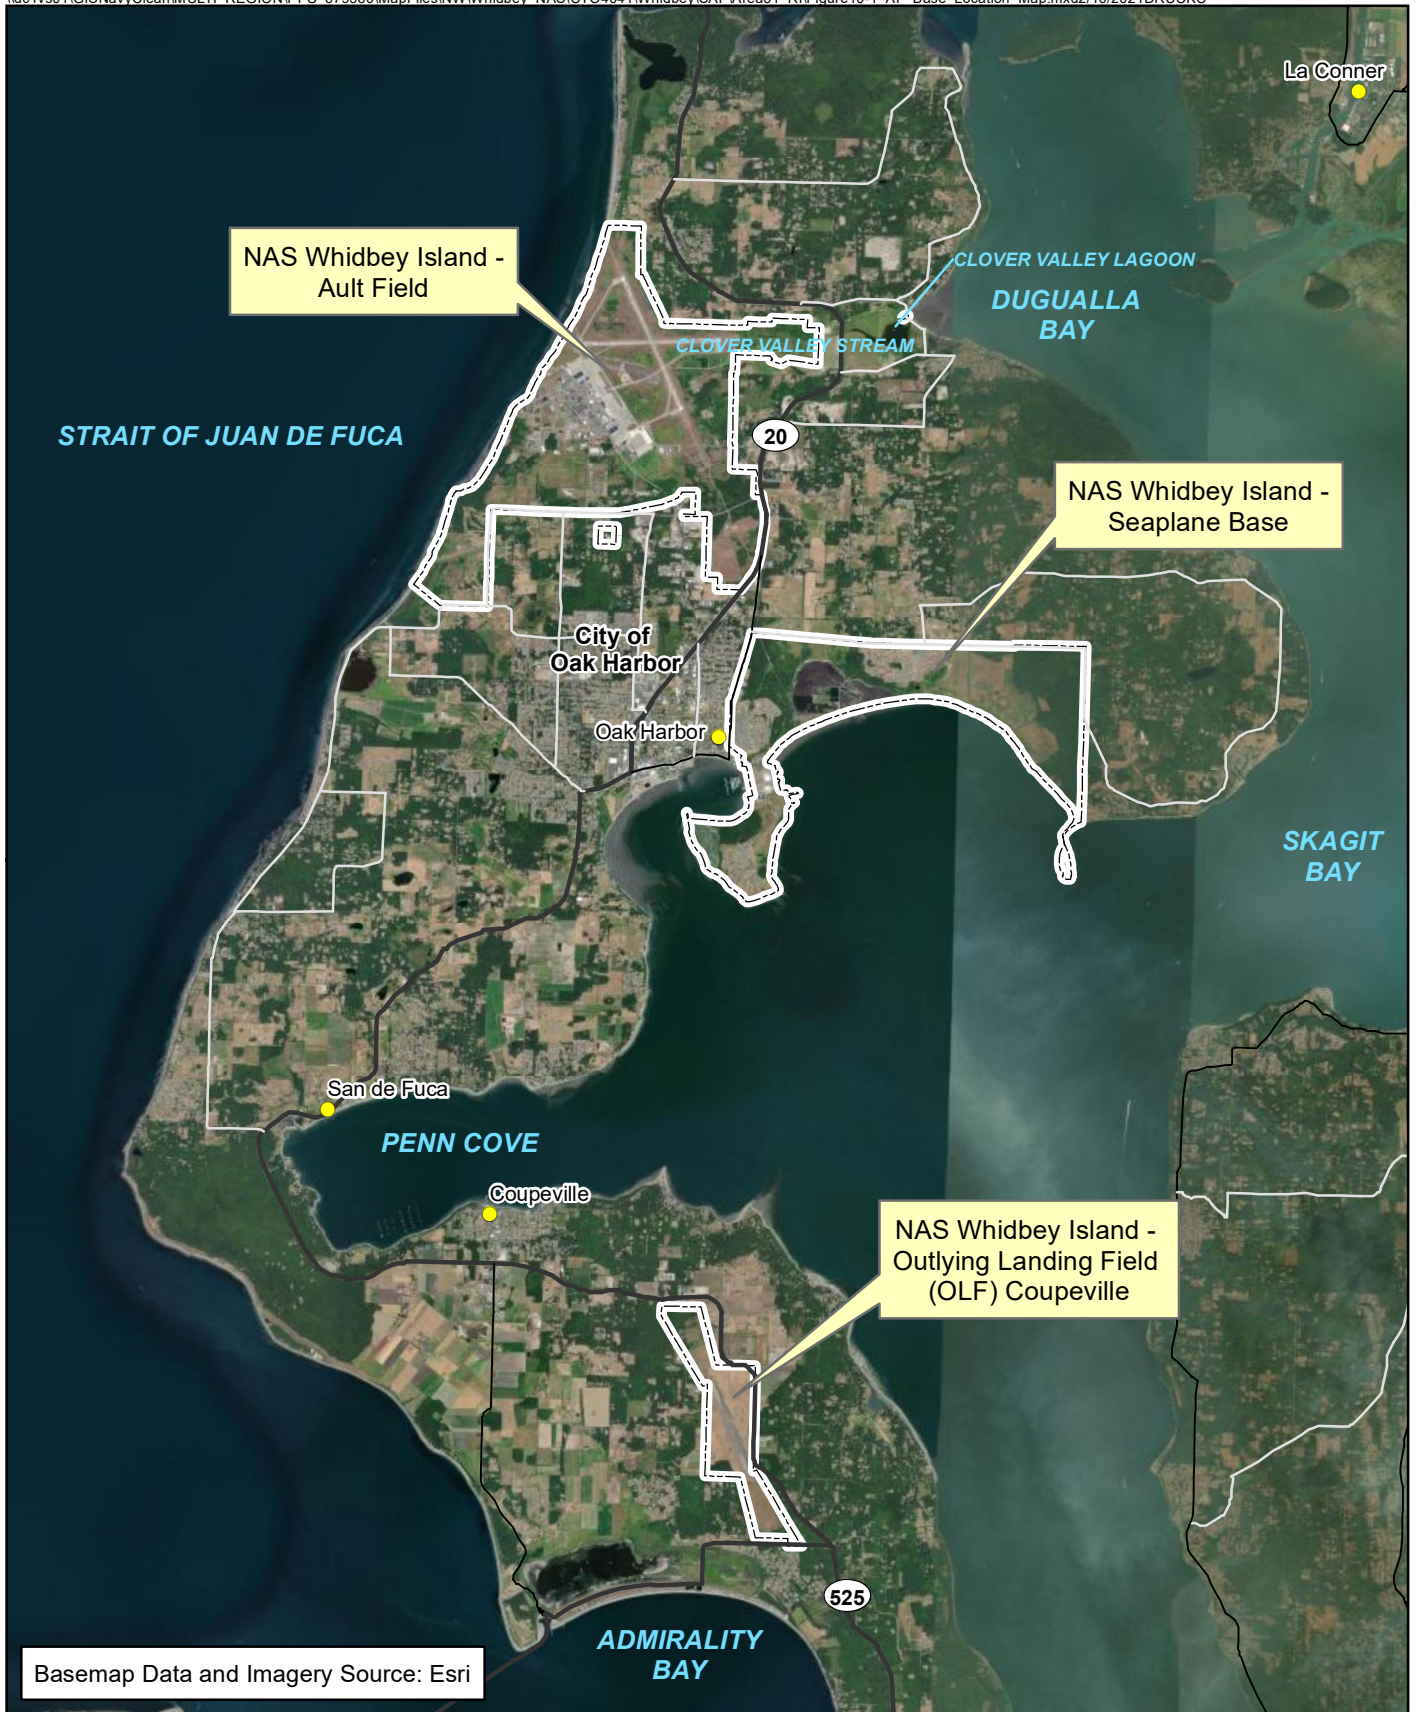 La Conner
NAS Whidbey Island -
Ault Field
CLOVER VALLEY LAGOON
DUGUALLA
BAY
CLOVER VALLEY STREAM
STRAIT OF JUAN DE FUCA
20
NAS Whidbey Island -
Seaplane Base
City of
Oak Harbor
Oak Harbor
SKAGIT
BAY
San de Fuca
PENN COVE
Coupeville
NAS Whidbey Island -
Outlying Landing Field
(OLF) Coupeville
525
ADMIRALITY
BAY
Basemap Data and Imagery Source: Esri